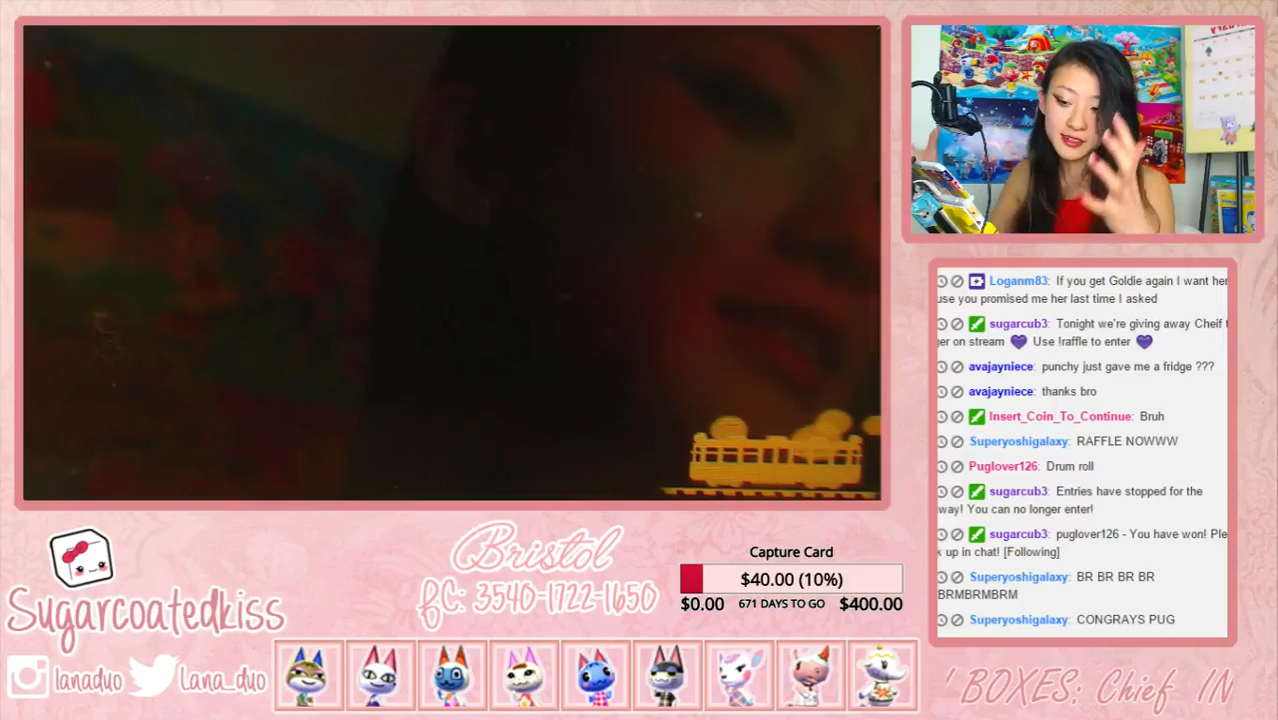 Loganm83: If you get Goldie again I want her
use you promised me her last time I asked
sugarcub3: Tonight we're giving away Cheif t
er on stream Use !raffle to enter
avajayniece: punchy just gave me a fridge ???
avajayniece: thanks bro
Insert_Coin_To_Continue: Bruh
Superyoshigalaxy: RAFFLE NOWWW
Puglover126: Drum roll
sugarcub3: Entries have stopped for the
way! You can no longer enter!
sugarcub3: puglover126 - You have won! Ple
k up in chat! [Following]
Superyoshigalaxy: BR BR BR BR
BRMBRMBRM
Superyoshigalaxy: CONGRAYS PUG
Sugarcoatedkiss
lanaduo
Lana_duo
Bristol
fC: 3540-1722-1650
Capture Card
$40.00 (10%)
$0.00 671 DAYS TO GO $400.00
' BOXES: Chief IN